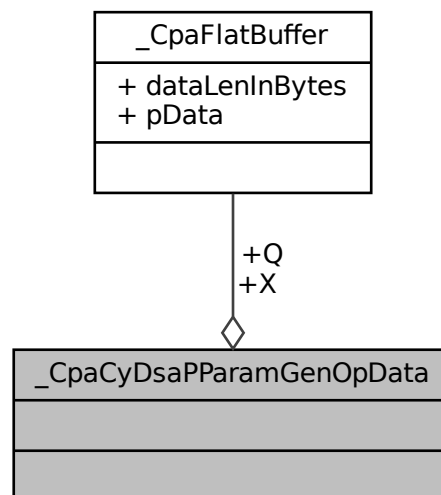 _CpaFlatBuffer
+ dataLenInBytes
+ pData
+Q
+X
_CpaCyDsaPParamGenOpData